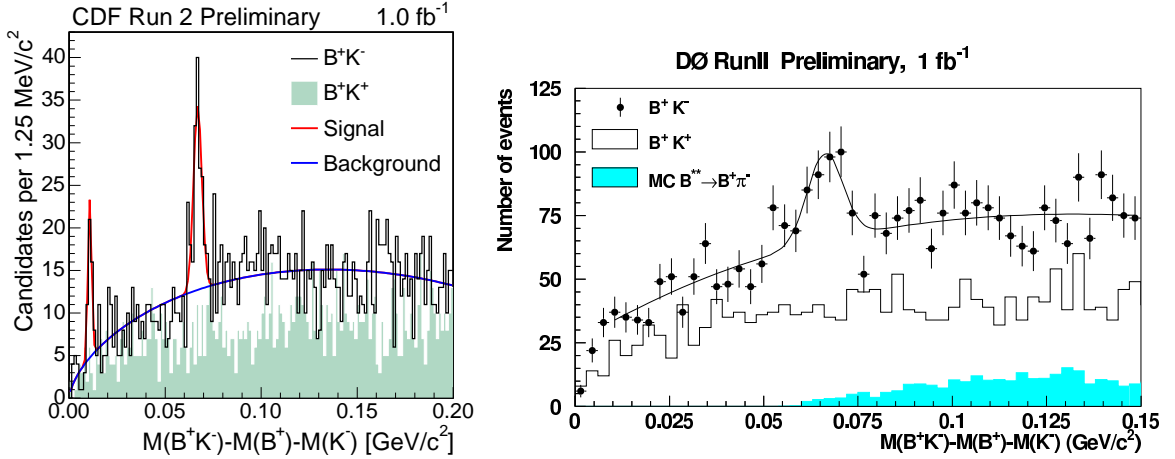 CDF Run 2 Preliminary 1.0 fb⁻¹
Candidates per 1.25 MeV/c²
40
35
30
25
20
15
10
5
0
B⁺K⁻
B⁺K⁺
Signal
Background
0.00 0.05 0.10 0.15 0.20
M(B⁺K⁻)-M(B⁺)-M(K⁻) [GeV/c²]
DØ RunII Preliminary, 1 fb⁻¹
Number of events
125
100
75
50
25
0
B⁺ K⁻
B⁺ K⁺
MC B**→B⁺π⁻
0 0.025 0.05 0.075 0.1 0.125 0.15
M(B⁺K⁻)-M(B⁺)-M(K⁻) (GeV/c²)